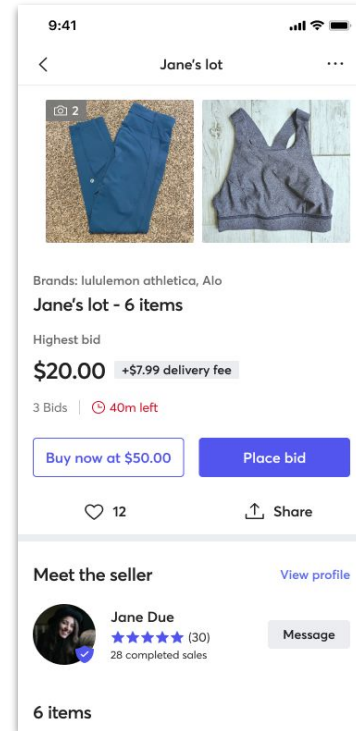 9:41
Jane's lot
2
Brands: lululemon athletica, Alo
Jane's lot - 6 items
Highest bid
$20.00 +$7.99 delivery fee
3 Bids 40m left
Buy now at $50.00 Place bid
12 Share
Meet the seller View profile
Jane Due
(30)
Message
28 completed sales
6 items